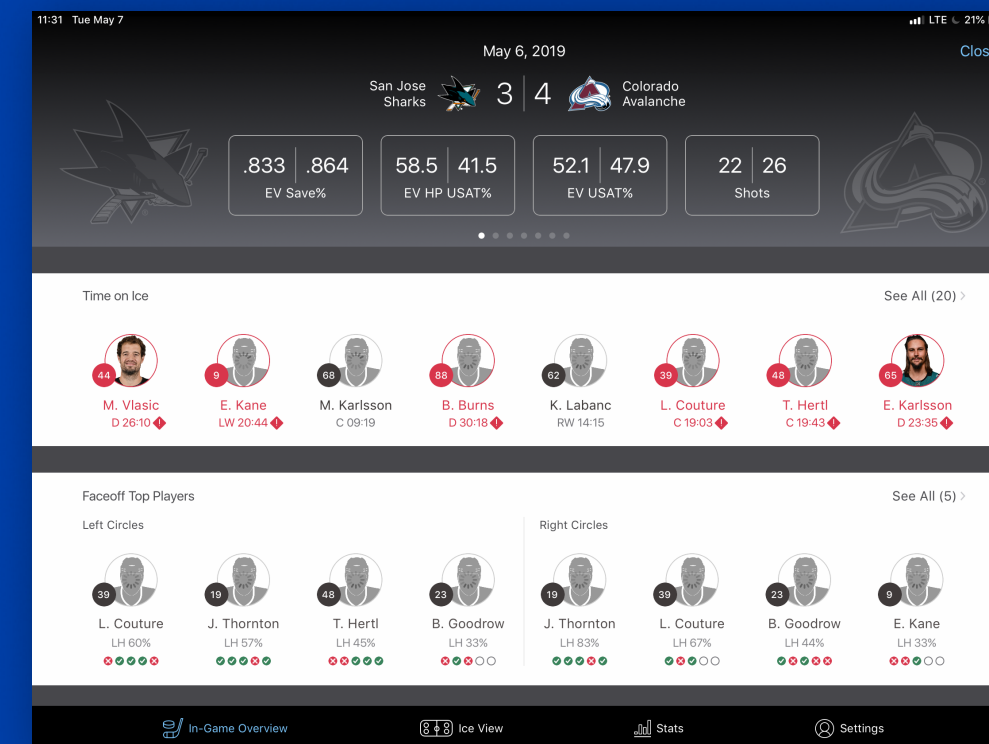 11:31 Tue May 7
LTE 21%
May 6, 2019
Clos
San Jose
Sharks
3 4
Colorado
Avalanche
.833 .864
EV Save%
58.5 41.5
EV HP USAT%
52.1 47.9
EV USAT%
22 26
Shots
Time on Ice
See All (20)
44 9 68 88 62 39 48 65
M. Vlasic E. Kane M. Karlsson B. Burns K. Labanc L. Couture T. Hertl E. Karlsson
D 26:10 LW 20:44 C 09:19 D 30:18 RW 14:15 C 19:03 C 19:43 D 23:35
Faceoff Top Players
See All (5)
Left Circles Right Circles
39 19 48 23 19 39 23 9
L. Couture J. Thornton T. Hertl B. Goodrow J. Thornton L. Couture B. Goodrow E. Kane
LH 60% LH 57% LH 45% LH 33% LH 83% LH 67% LH 44% LH 33%
In-Game Overview Ice View Stats Settings